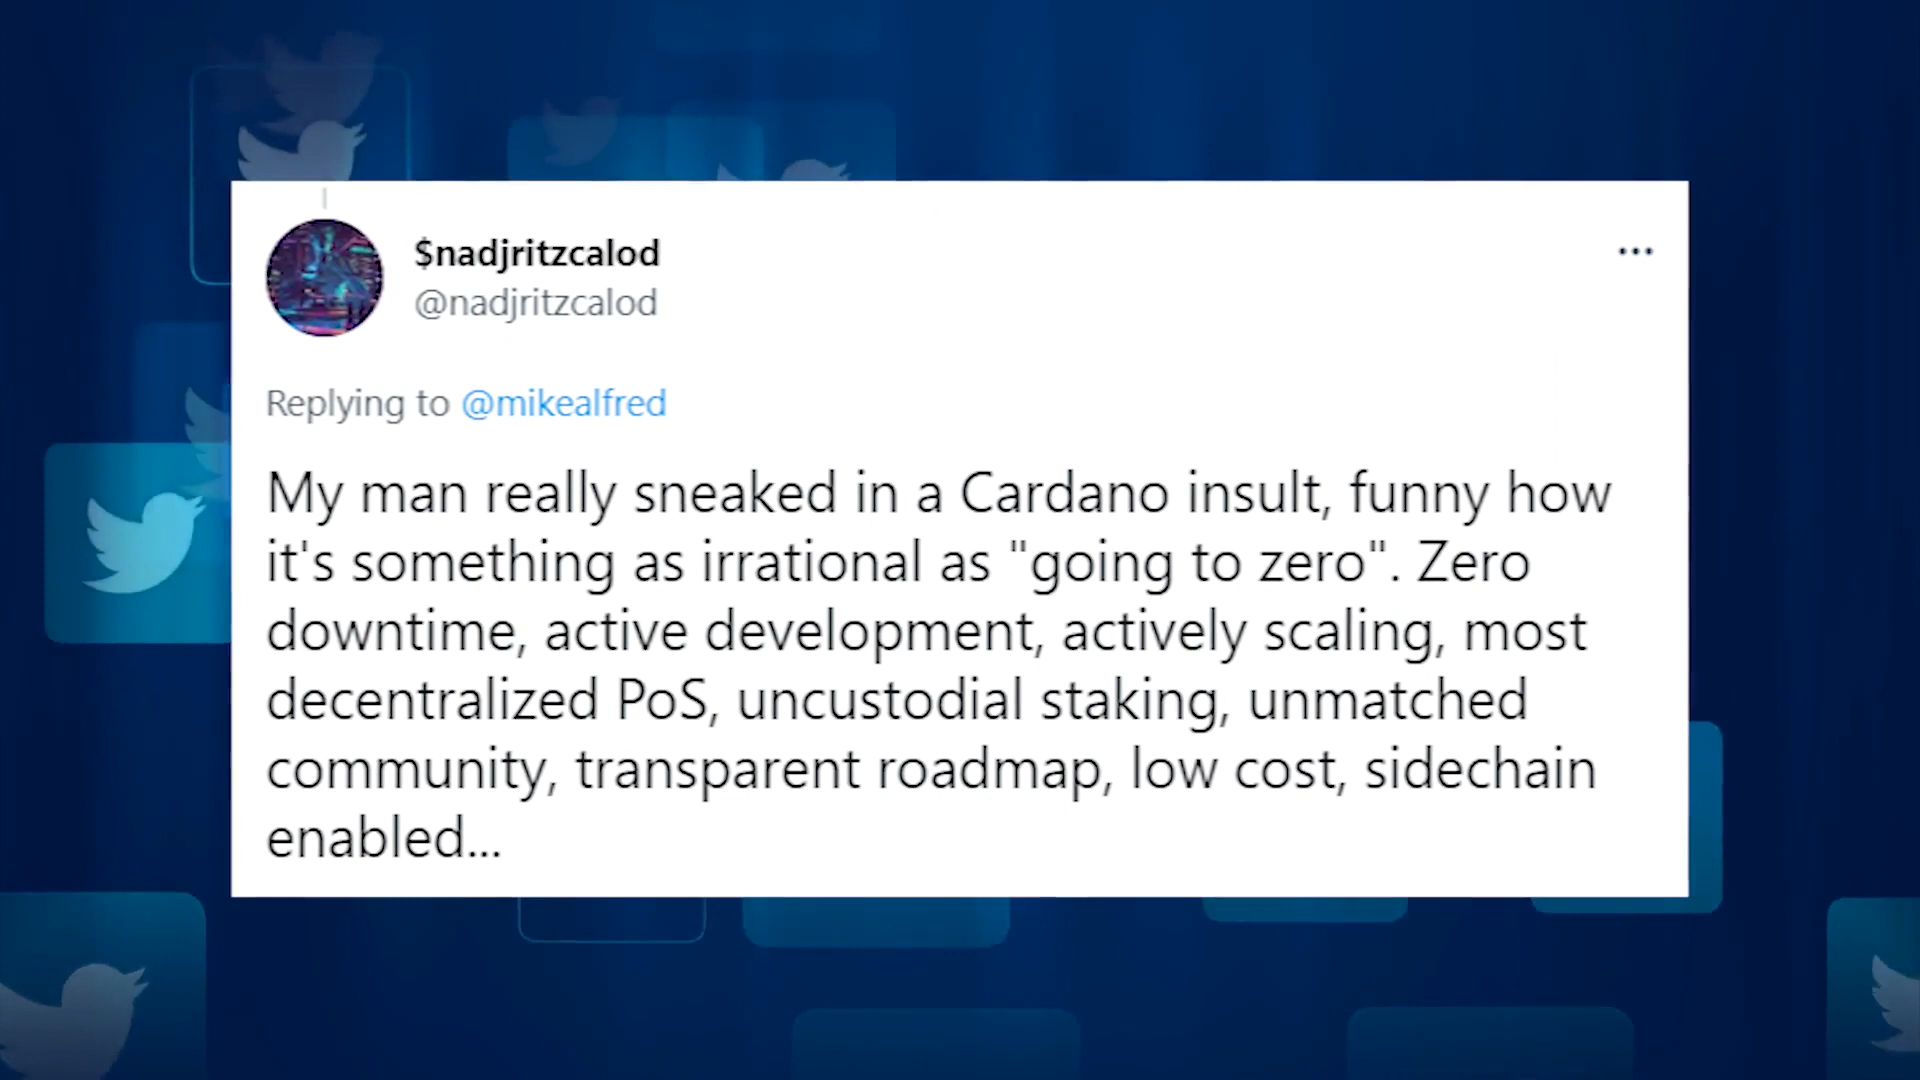 $nadjritzcalod
@nadjritzcalod
Replying to @mikealfred
My man really sneaked in a Cardano insult, funny how
it's something as irrational as "going to zero". Zero
downtime, active development, actively scaling, most
decentralized PoS, uncustodial staking, unmatched
community, transparent roadmap, low cost, sidechain
enabled...